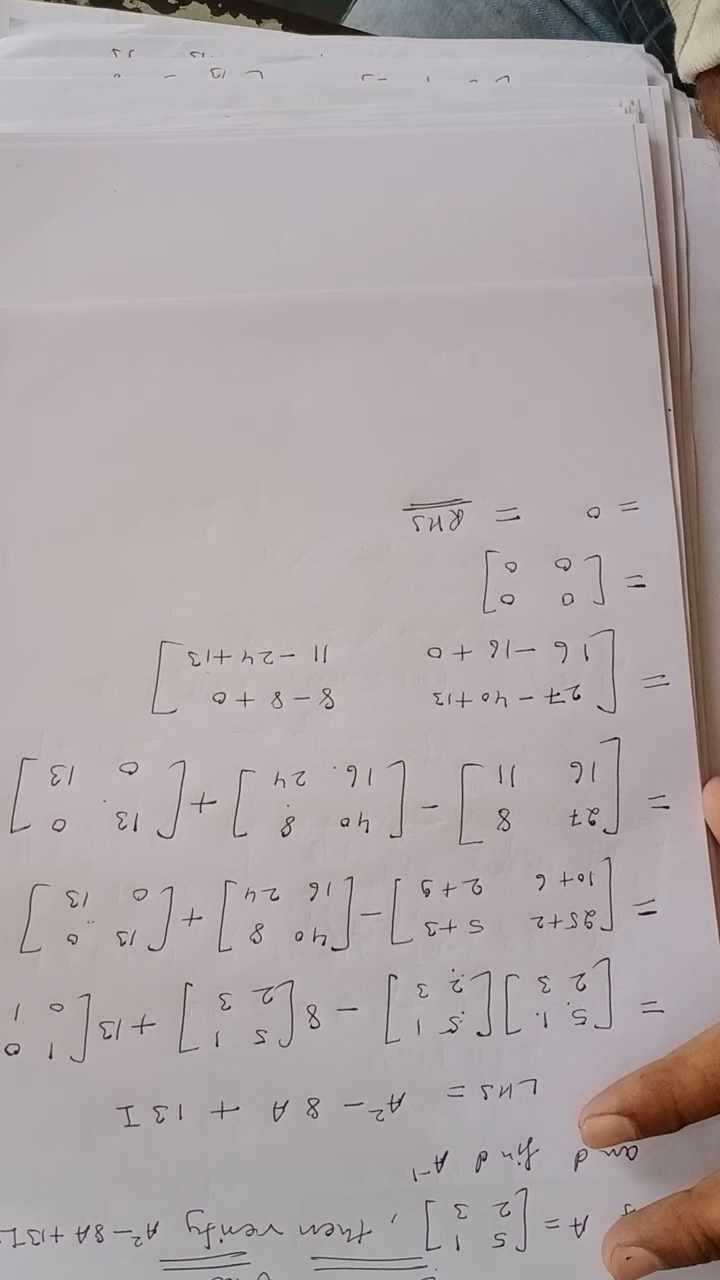 A = [5 1; 2 3], then verify A² - 8A + 13I
and find A⁻¹
LHS = A² - 8A + 13I
= [5 1; 2 3] [5 1; 2 3] - 8 [5 1; 2 3] + 13 [1 0; 0 1
= [25+2 5+3; 10+6 2+9] - [40 8; 16 24] + [13 0; 0 13]
= [27 8; 16 11] - [40 8; 16 24] + [13 0; 0 13]
= [27-40+13 8-8+0; 16-16+0 11-24+13]
= [0 0; 0 0]
= 0 = RHS